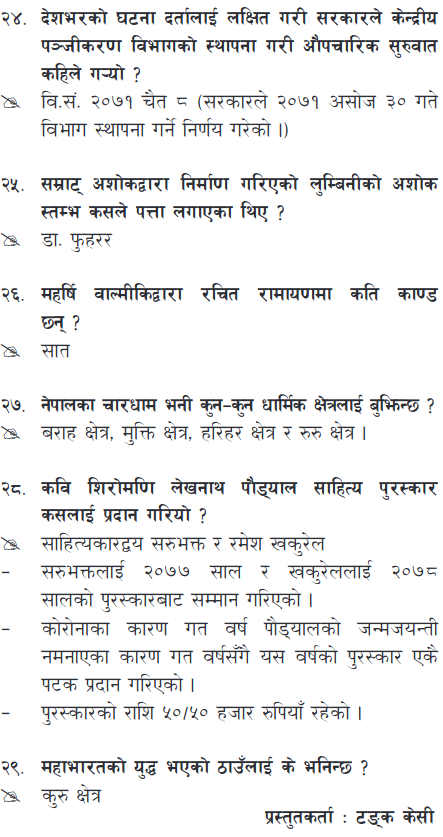 २४. देशभरको घटना दर्तालाई लक्षित गरी सरकारले केन्द्रीय
पञ्जीकरण विभागको स्थापना गरी औपचारिक सुरुवात
कहिले गऱ्यो ?
वि.सं. २०७१ चैत ८ (सरकारले २०७१ असोज ३० गते
विभाग स्थापना गर्ने निर्णय गरेको ।)
२५. सम्राट् अशोकद्वारा निर्माण गरिएको लुम्बिनीको अशोक
स्तम्भ कसले पत्ता लगाएका थिए ?
डा. फुहरर
२६. महर्षि वाल्मीकिद्वारा रचित रामायणमा कति काण्ड
छन् ?
सात
२७. नेपालका चारधाम भनी कुन-कुन धार्मिक क्षेत्रलाई बुझिन्छ ?
बराह क्षेत्र, मुक्ति क्षेत्र, हरिहर क्षेत्र र रुरु क्षेत्र ।
२८. कवि शिरोमणि लेखनाथ पौड्याल साहित्य पुरस्कार
कसलाई प्रदान गरियो ?
साहित्यकारद्वय सरुभक्त र रमेश खकुरेल
- सरुभक्तलाई २०७७ साल र खकुरेललाई २०७८
सालको पुरस्कारबाट सम्मान गरिएको ।
- कोरोनाका कारण गत वर्ष पौड्यालको जन्मजयन्ती
नमनाएका कारण गत वर्षसँगै यस वर्षको पुरस्कार एकै
पटक प्रदान गरिएको ।
- पुरस्कारको राशि ५०/५० हजार रुपियाँ रहेको ।
२९. महाभारतको युद्ध भएको ठाउँलाई के भनिन्छ ?
कुरु क्षेत्र
प्रस्तुतकर्ता : टङ्क केसी